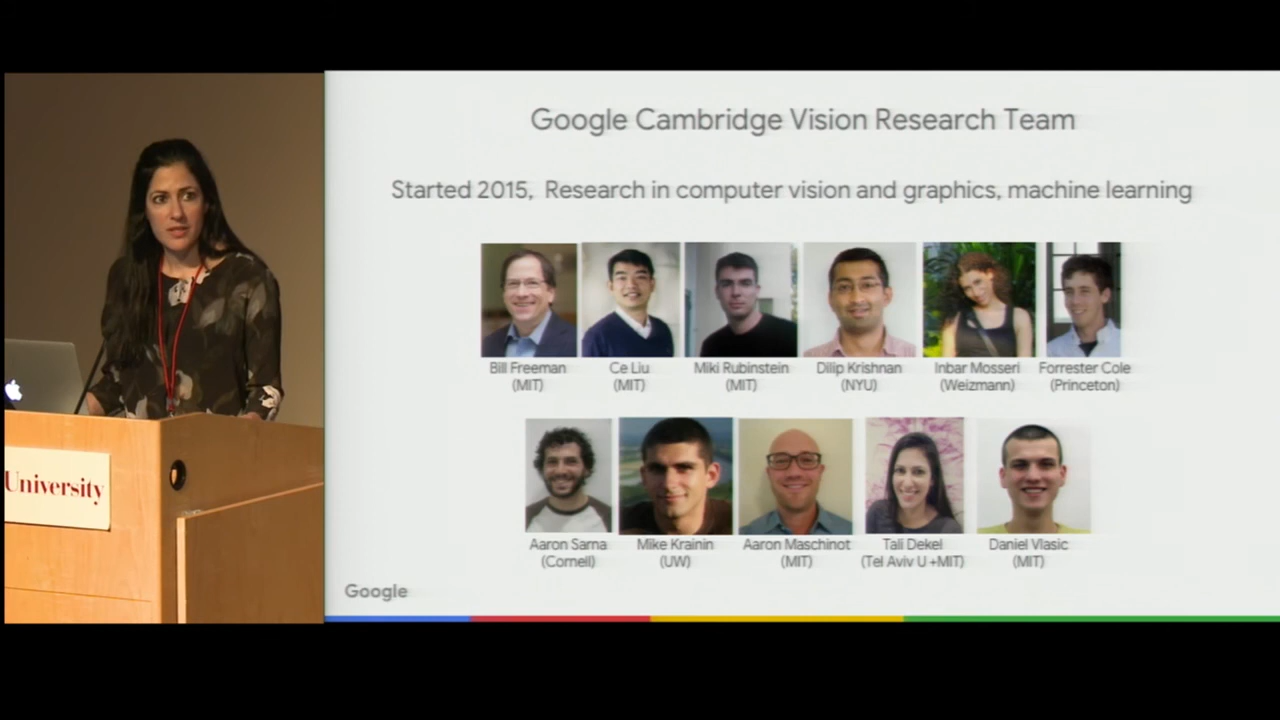 Google Cambridge Vision Research Team
Started 2015, Research in computer vision and graphics, machine learning
Bill Freeman
(MIT)
Ce Liu
(MIT)
Miki Rubinstein
(MIT)
Dilip Krishnan
(NYU)
Inbar Mosseri
(Weizmann)
Forrester Cole
(Princeton)
Aaron Sarna
(Cornell)
Mike Krainin
(UW)
Aaron Maschinot
(MIT)
Tali Dekel
(Tel Aviv U +MIT)
Daniel Vlasic
(MIT)
Google
University